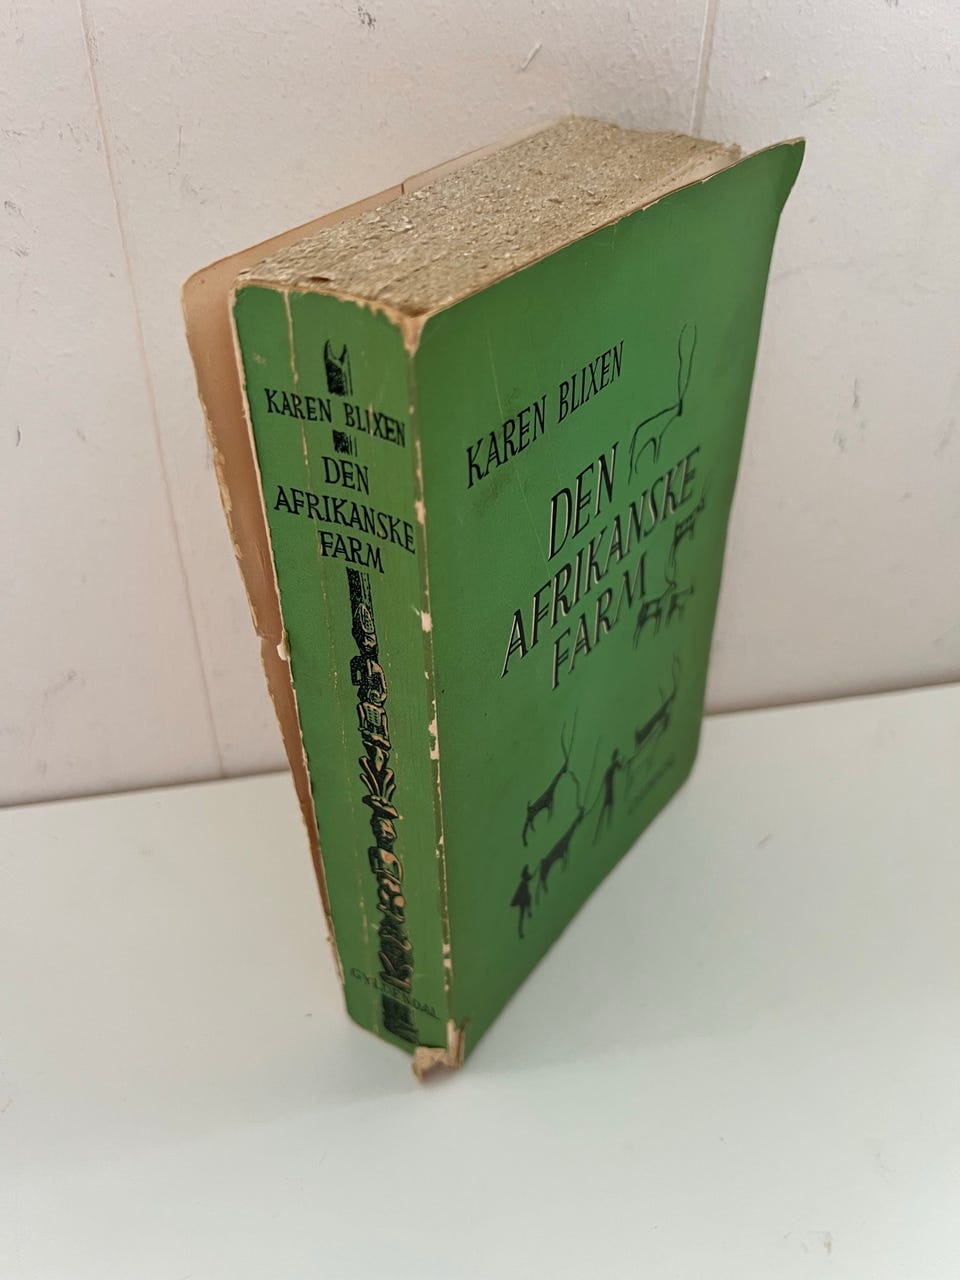 KAREN BLIXEN
DEN
AFRIKANSKE
FARM
GYLDENDAL
KAREN BLIXEN
DEN
AFRIKANSKE
FARM